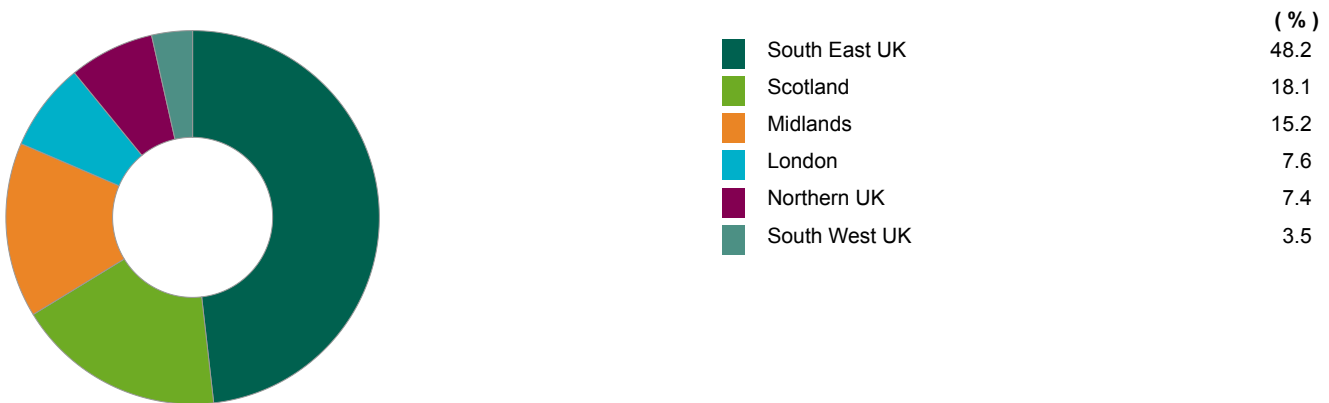 ( % )
South East UK 48.2
Scotland 18.1
Midlands 15.2
London 7.6
Northern UK 7.4
South West UK 3.5